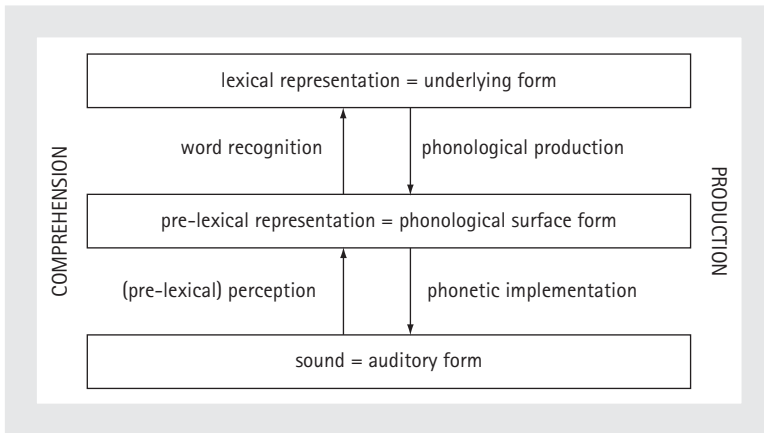 lexical representation = underlying form
word recognition
phonological production
COMPREHENSION
PRODUCTION
pre-lexical representation = phonological surface form
(pre-lexical) perception
phonetic implementation
sound = auditory form